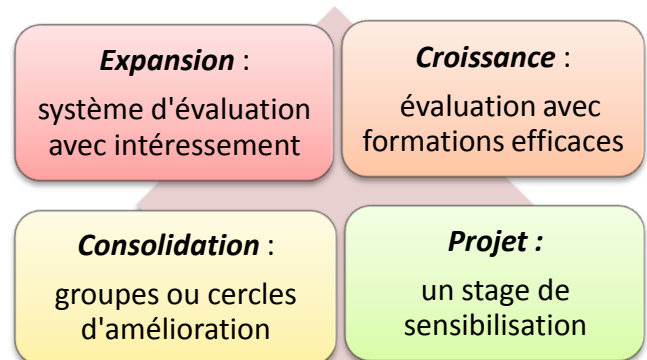 Expansion :
système d'évaluation
avec intéressement
Croissance :
évaluation avec
formations efficaces
Consolidation :
groupes ou cercles
d'amélioration
Projet :
un stage de
sensibilisation